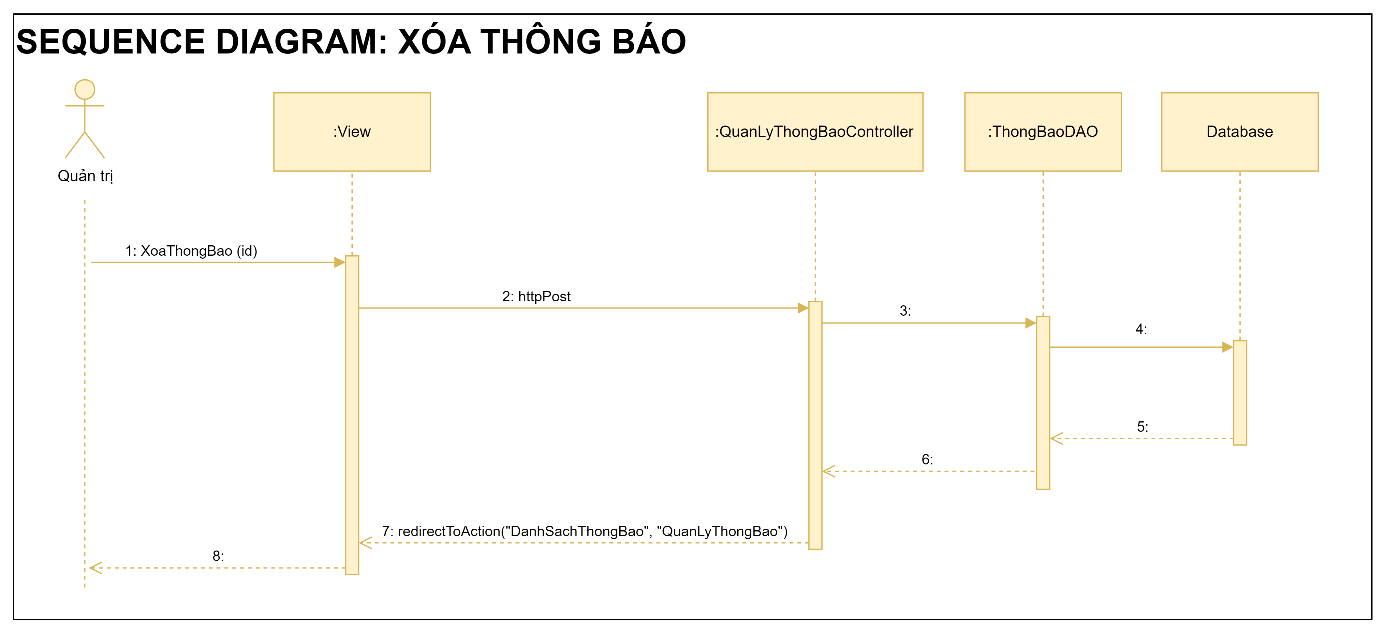 SEQUENCE DIAGRAM: XÓA THÔNG BÁO
:View
:QuanLyThongBaoController
:ThongBaoDAO
Database
Quản trị
1: XoaThongBao (id)
2: httpPost
3:
4:
5:
6:
7: redirectToAction("DanhSachThongBao", "QuanLyThongBao")
8: